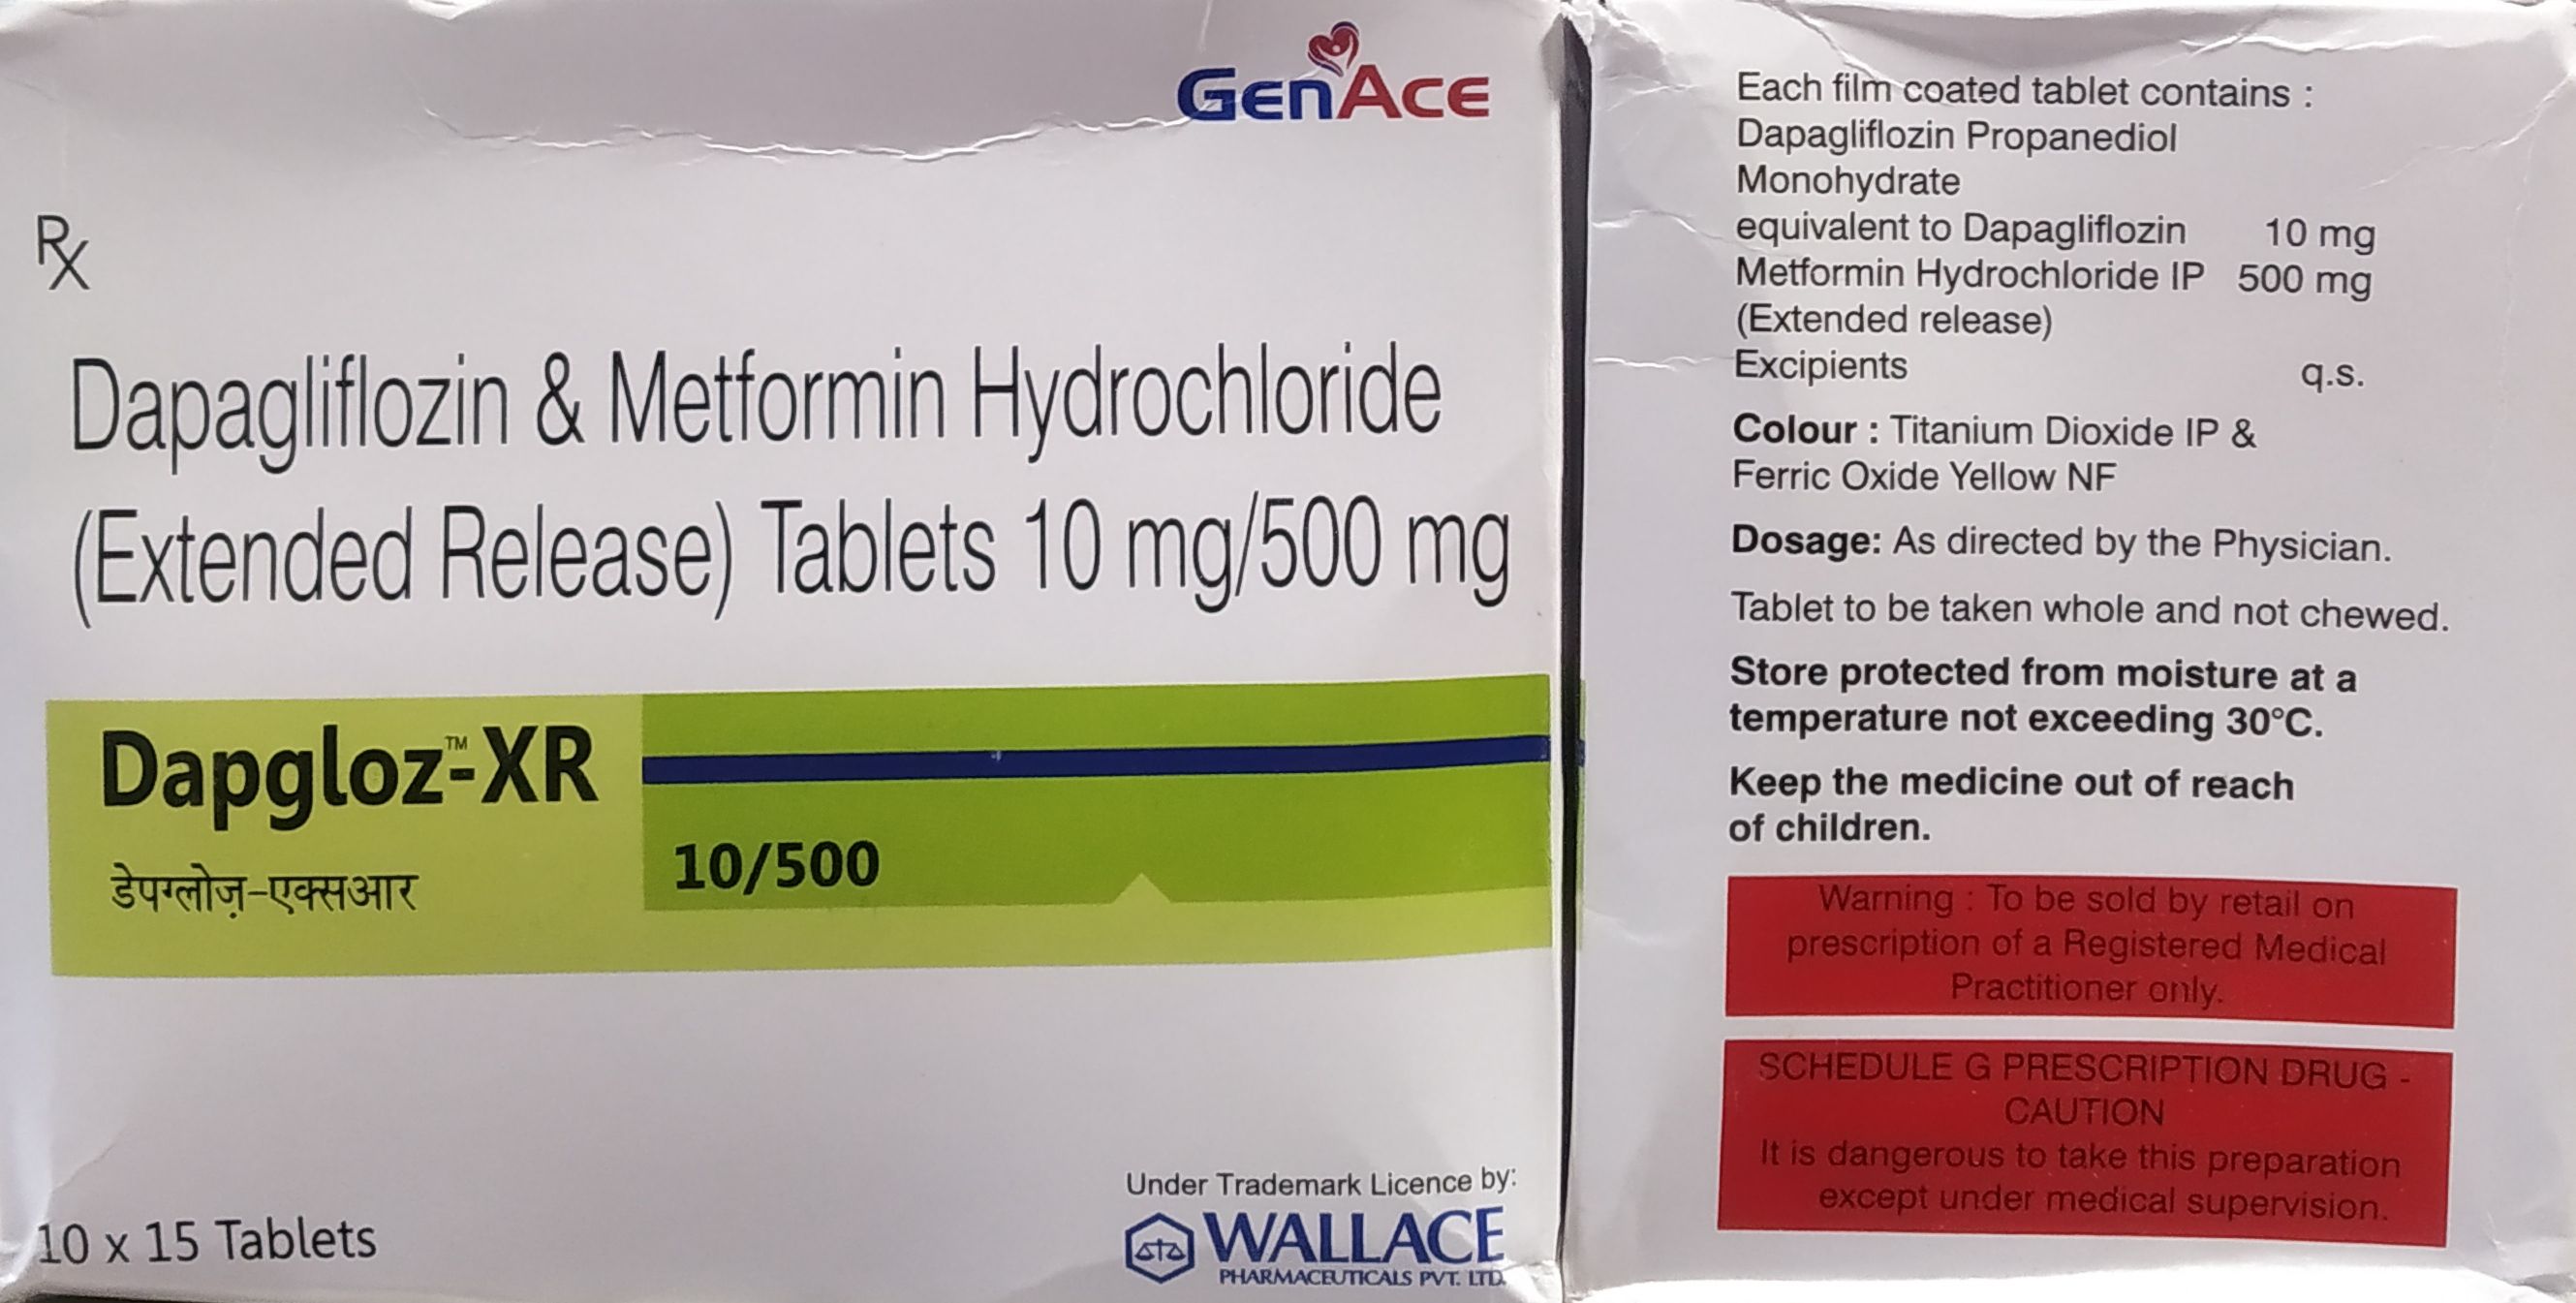 GenAce
Rx
Dapagliflozin & Metformin Hydrochloride
(Extended Release) Tablets 10 mg/500 mg
Dapgloz™-XR
डेपग्लोज़-एक्सआर
10/500
10 x 15 Tablets
Under Trademark Licence by:
WALLACE
PHARMACEUTICALS PVT. LTD.
Each film coated tablet contains :
Dapagliflozin Propanediol
Monohydrate
equivalent to Dapagliflozin 10 mg
Metformin Hydrochloride IP 500 mg
(Extended release)
Excipients q.s.
Colour : Titanium Dioxide IP &
Ferric Oxide Yellow NF
Dosage: As directed by the Physician.
Tablet to be taken whole and not chewed.
Store protected from moisture at a
temperature not exceeding 30°C.
Keep the medicine out of reach
of children.
Warning : To be sold by retail on
prescription of a Registered Medical
Practitioner only.
SCHEDULE G PRESCRIPTION DRUG -
CAUTION
It is dangerous to take this preparation
except under medical supervision.